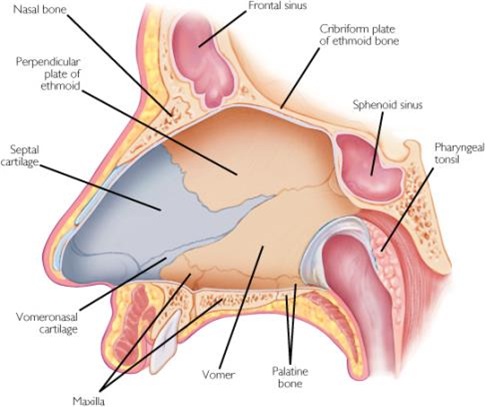 Nasal bone
Frontal sinus
Cribriform plate
of ethmoid bone
Perpendicular
plate of
ethmoid
Sphenoid sinus
Septal
cartilage
Pharyngeal
tonsil
Vomeronasal
cartilage
Maxilla
Vomer
Palatine
bone